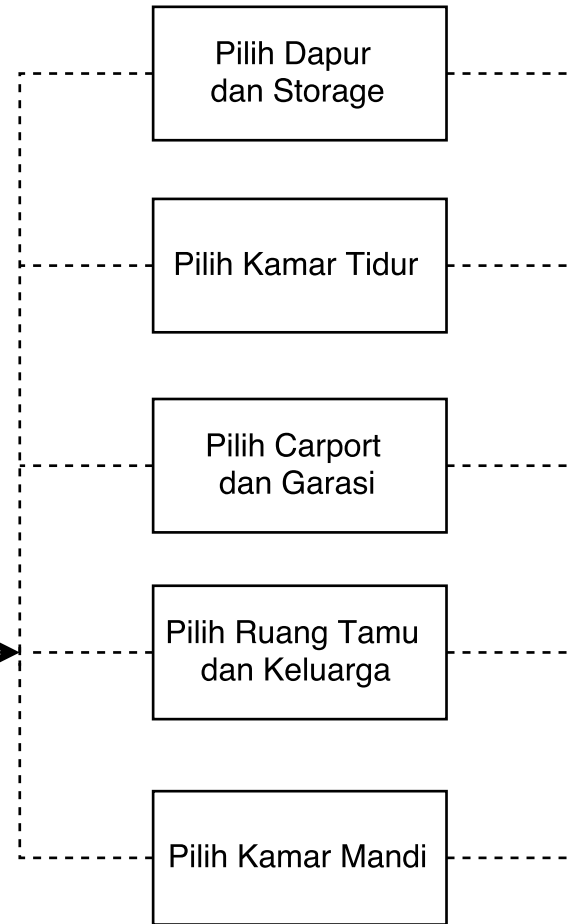 Pilih Dapur
dan Storage
Pilih Kamar Tidur
Pilih Carport
dan Garasi
Pilih Ruang Tamu
dan Keluarga
Pilih Kamar Mandi